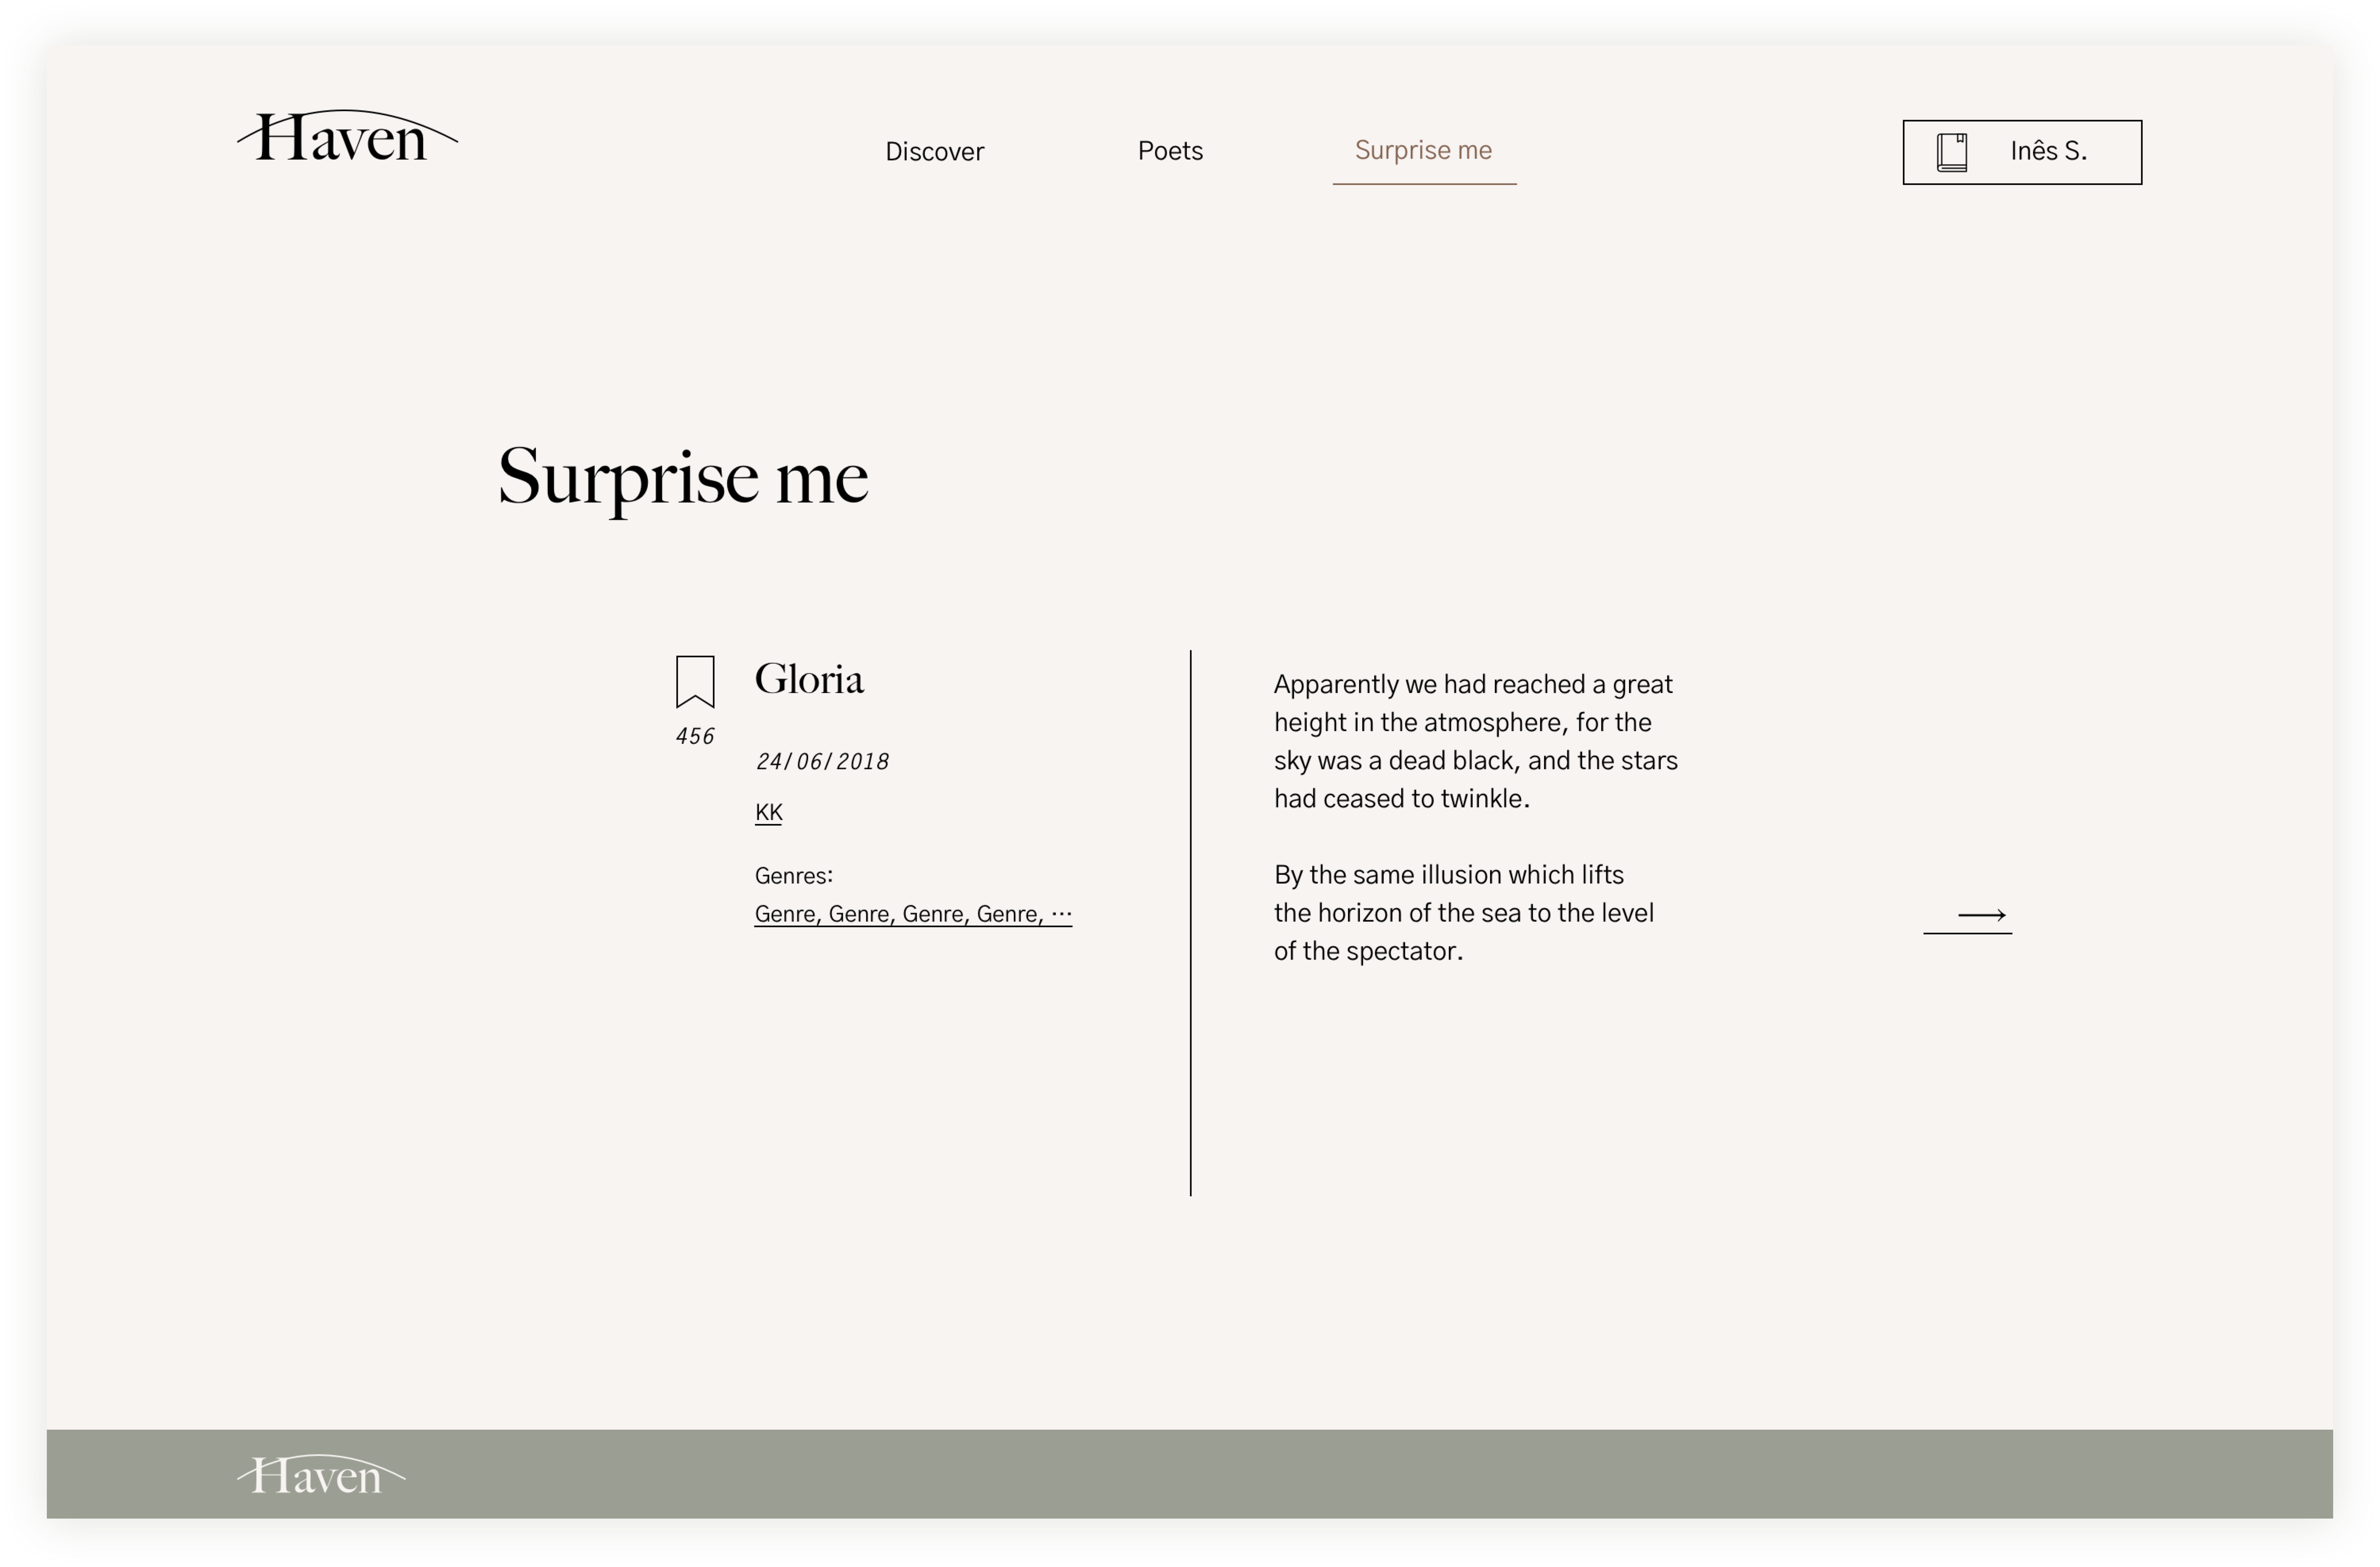 Haven
Discover
Poets
Surprise me
Inês S.
Surprise me
Gloria
456
24/06/2018
KK
Genres:
Genre, Genre, Genre, Genre, ...
Apparently we had reached a great
height in the atmosphere, for the
sky was a dead black, and the stars
had ceased to twinkle.
By the same illusion which lifts
the horizon of the sea to the level
of the spectator.
Haven